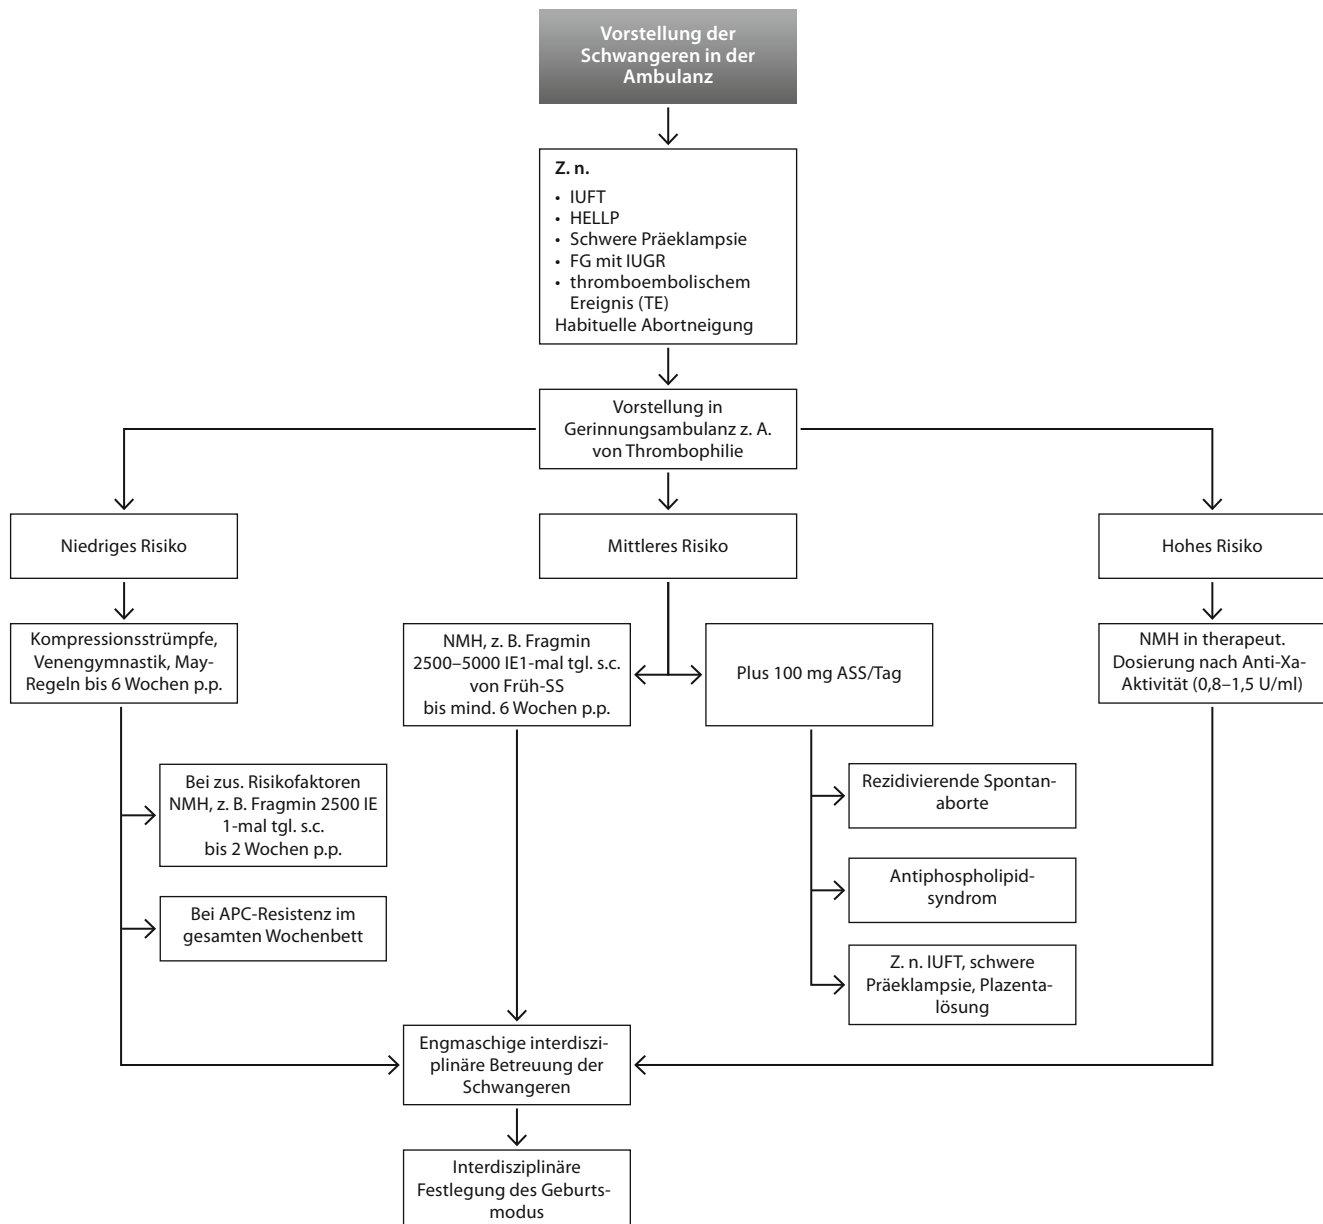 Vorstellung der
Schwangeren in der
Ambulanz
Z. n.
• IUFT
• HELLP
• Schwere Präeklampsie
• FG mit IUGR
• thromboembolischem
Ereignis (TE)
Habituelle Abortneigung
Vorstellung in
Gerinnungsambulanz z. A.
von Thrombophilie
Niedriges Risiko
Mittleres Risiko
Hohes Risiko
Kompressionsstrümpfe,
Venengymnastik, May-
Regeln bis 6 Wochen p.p.
NMH, z. B. Fragmin
2500–5000 IE1-mal tgl. s.c.
von Früh-SS
bis mind. 6 Wochen p.p.
Plus 100 mg ASS/Tag
NMH in therapeut.
Dosierung nach Anti-Xa-
Aktivität (0,8–1,5 U/ml)
Bei zus. Risikofaktoren
NMH, z. B. Fragmin 2500 IE
1-mal tgl. s.c.
bis 2 Wochen p.p.
Rezidivierende Spontan-
aborte
Bei APC-Resistenz im
gesamten Wochenbett
Antiphospholipid-
syndrom
Z. n. IUFT, schwere
Präeklampsie, Plazenta-
lösung
Engmaschige interdiszi-
plinäre Betreuung der
Schwangeren
Interdisziplinäre
Festlegung des Geburts-
modus